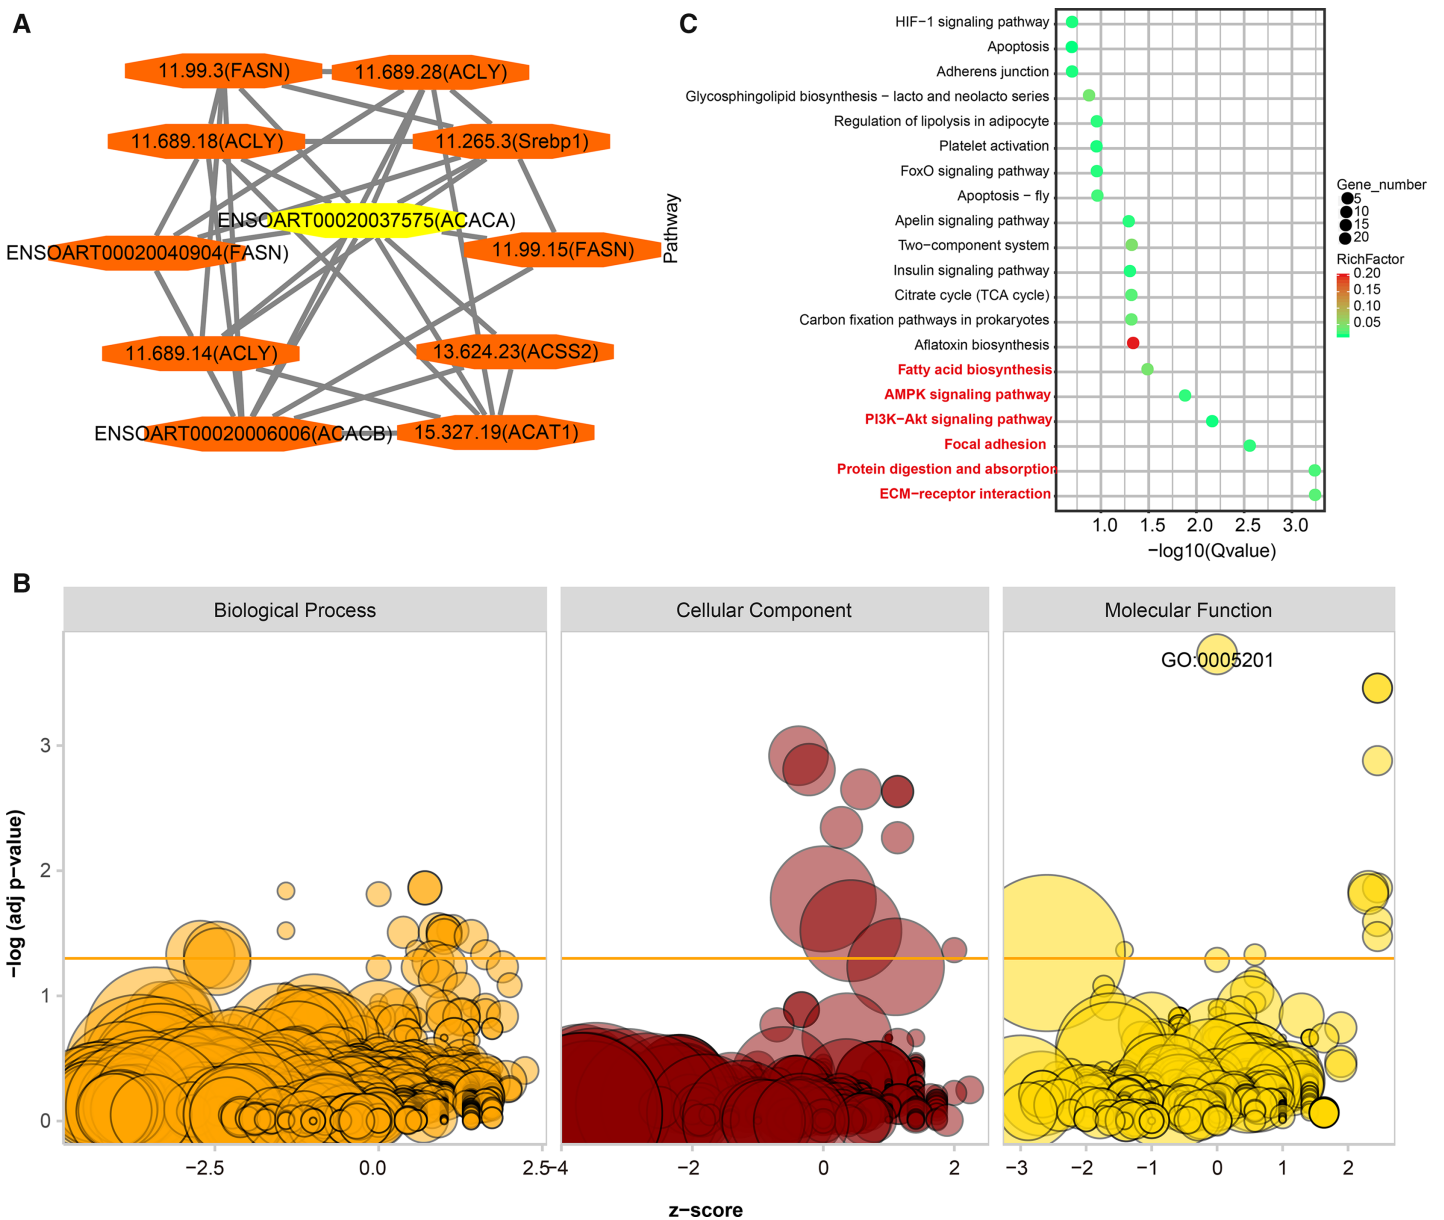 A
11.99.3(FASN)
11.689.28(ACLY)
11.689.18(ACLY)
11.265.3(Srebp1)
ENSOART00020037575(ACACA)
ENSOART00020040904(FASN)
11.99.15(FASN)
11.689.14(ACLY)
13.624.23(ACSS2)
ENSOART00020006006(ACACB)
15.327.19(ACAT1)
C
Pathway
HIF−1 signaling pathway
Apoptosis
Adherens junction
Glycosphingolipid biosynthesis − lacto and neolacto series
Regulation of lipolysis in adipocyte
Platelet activation
FoxO signaling pathway
Apoptosis − fly
Apelin signaling pathway
Two−component system
Insulin signaling pathway
Citrate cycle (TCA cycle)
Carbon fixation pathways in prokaryotes
Aflatoxin biosynthesis
Fatty acid biosynthesis
AMPK signaling pathway
PI3K−Akt signaling pathway
Focal adhesion
Protein digestion and absorption
ECM−receptor interaction
1.0 1.5 2.0 2.5 3.0
−log10(Qvalue)
Gene_number
5
10
15
20
RichFactor
0.20
0.15
0.10
0.05
B
Biological Process
Cellular Component
Molecular Function
GO:0005201
−log (adj p−value)
3
2
1
0
−2.5 0.0 2.5
−4 −2 0 2
−3 −2 −1 0 1 2
z−score